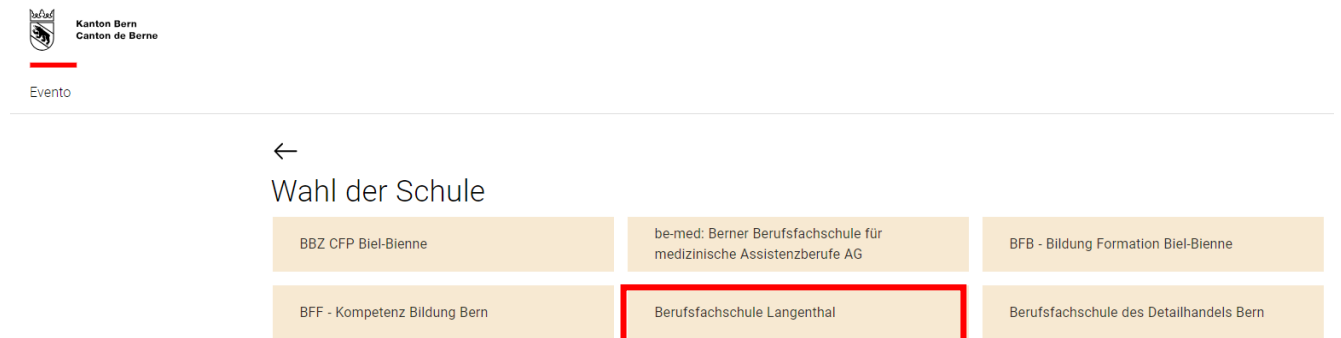 Kanton Bern
Canton de Berne
Evento
Wahl der Schule
BBZ CFP Biel-Bienne
be-med: Berner Berufsfachschule für
medizinische Assistenzberufe AG
BFB - Bildung Formation Biel-Bienne
BFF - Kompetenz Bildung Bern
Berufsfachschule Langenthal
Berufsfachschule des Detailhandels Bern